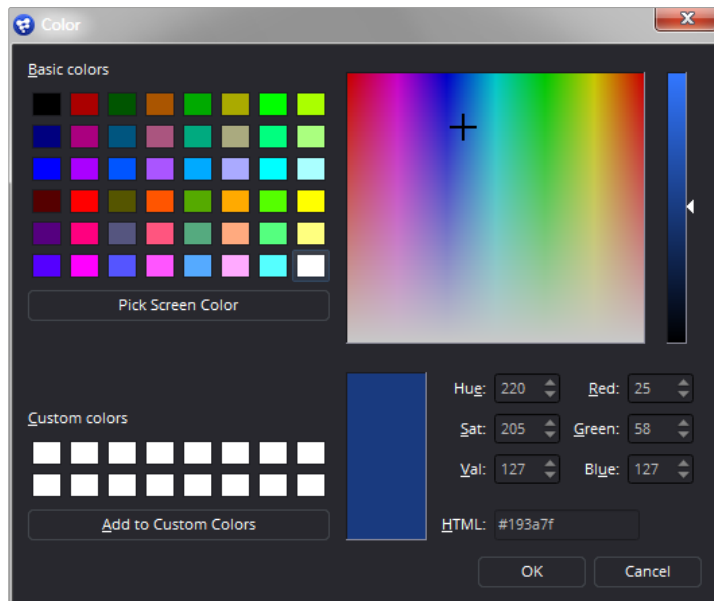 Color
Basic colors
Pick Screen Color
Custom colors
Add to Custom Colors
Hue: 220 Red: 25
Sat: 205 Green: 58
Val: 127 Blue: 127
HTML: #193a7f
OK Cancel